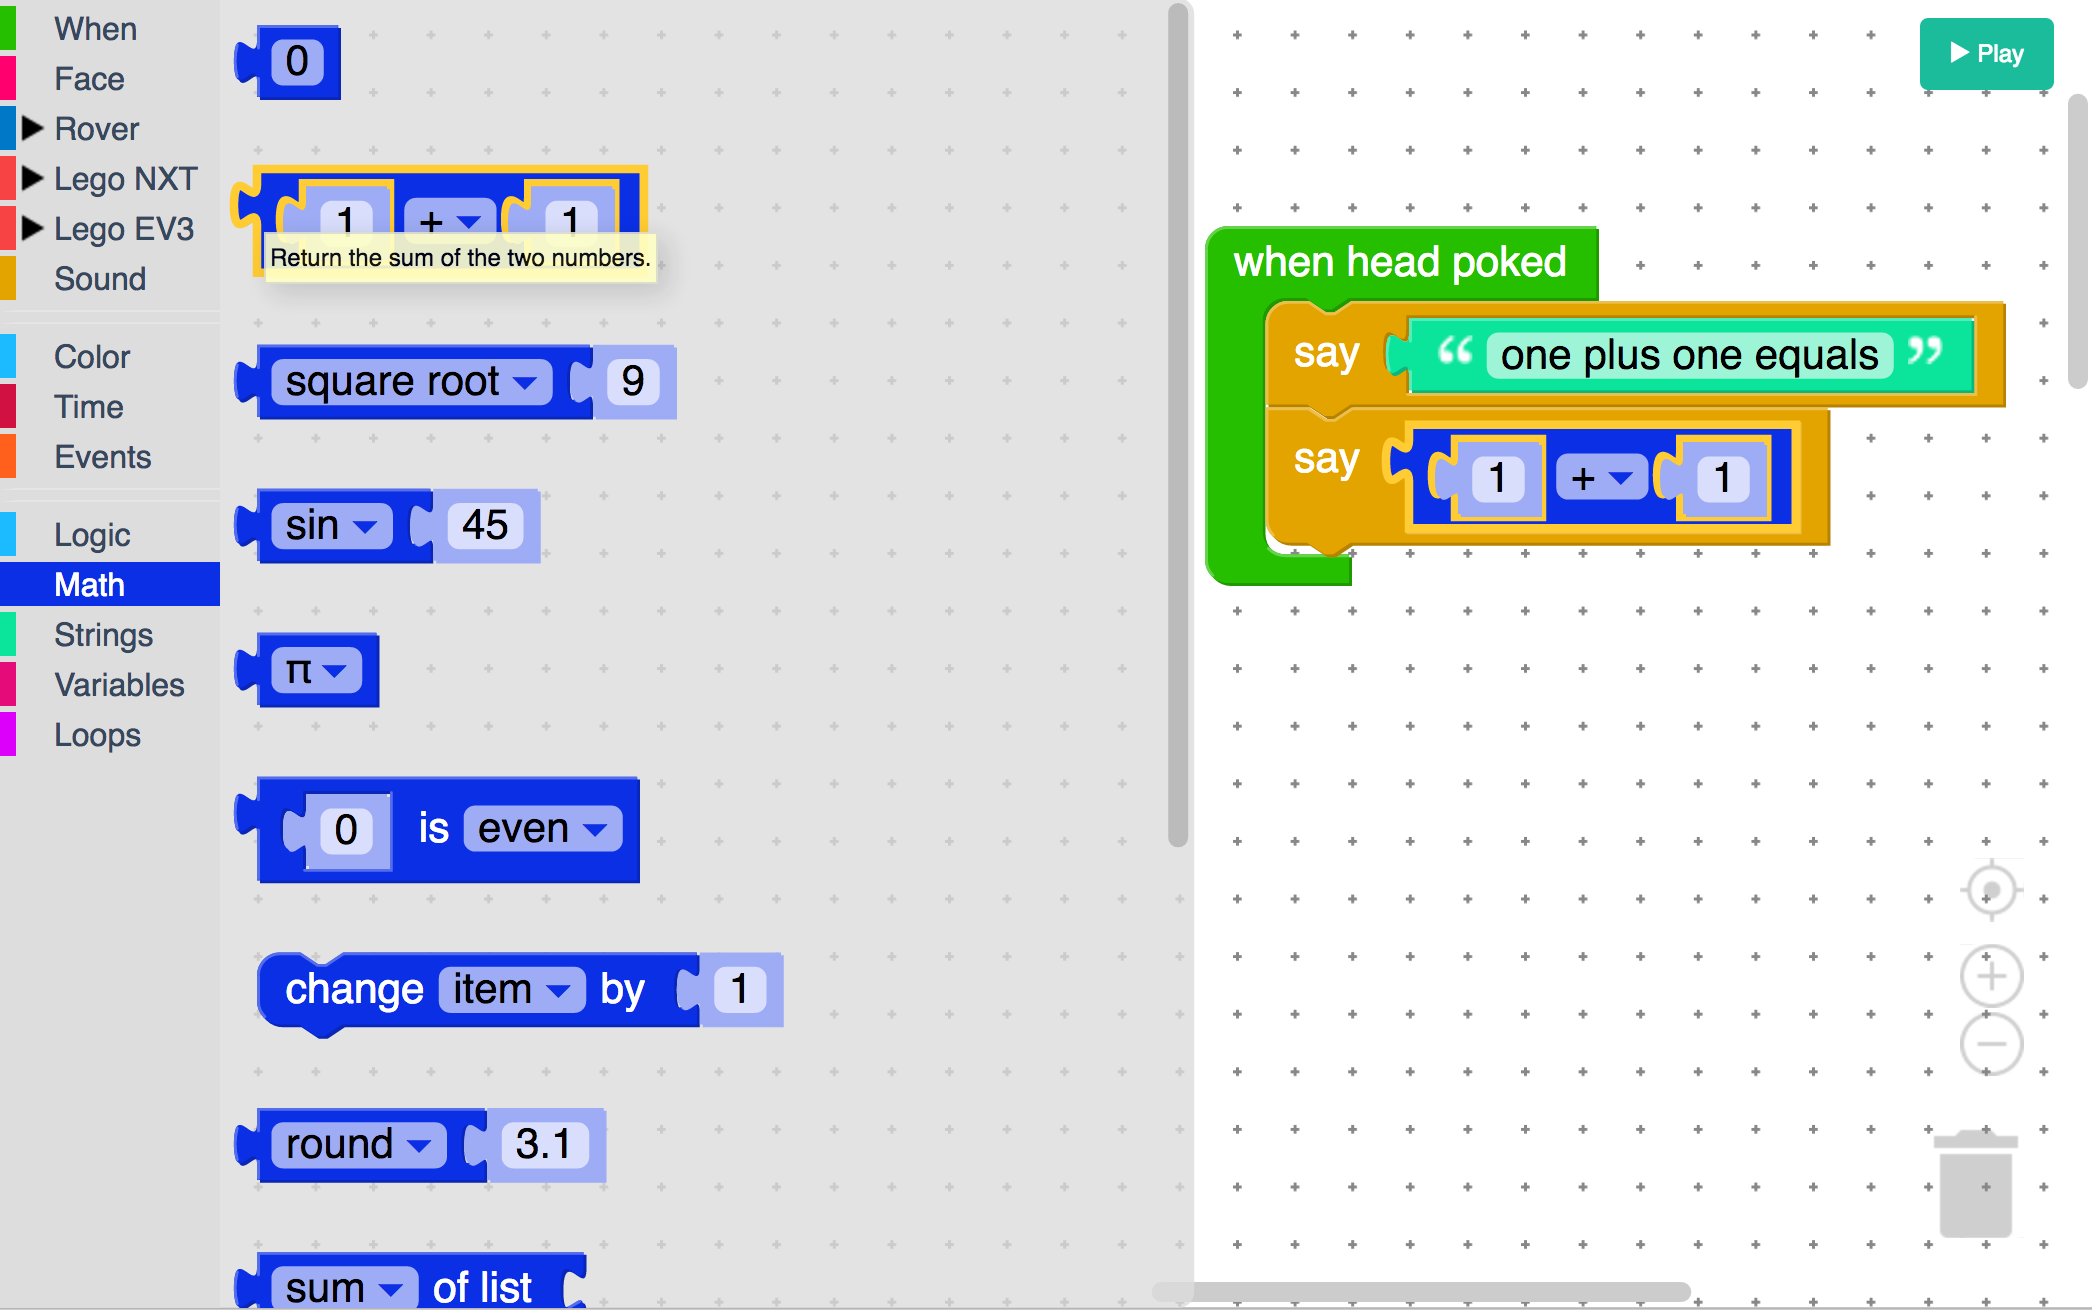 When
Face
Rover
Lego NXT
Lego EV3
Sound
Color
Time
Events
Logic
Math
Strings
Variables
Loops
0
1 + 1
Return the sum of the two numbers.
square root 9
sin 45
π
0 is even
change item by 1
round 3.1
sum of list
Play
when head poked
say “ one plus one equals ”
say 1 + 1